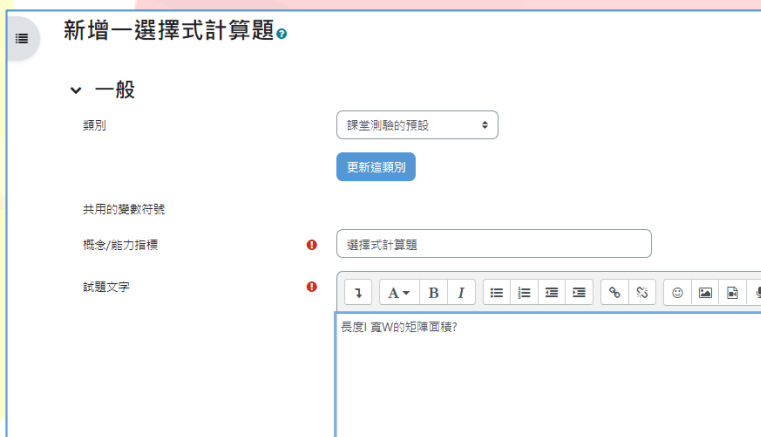 新增一選擇式計算題
一般
類別
課堂測驗的預設
更新這類別
共用的變數符號
概念/能力指標
選擇式計算題
試題文字
A B I
長度l 寬W的矩陣面積?